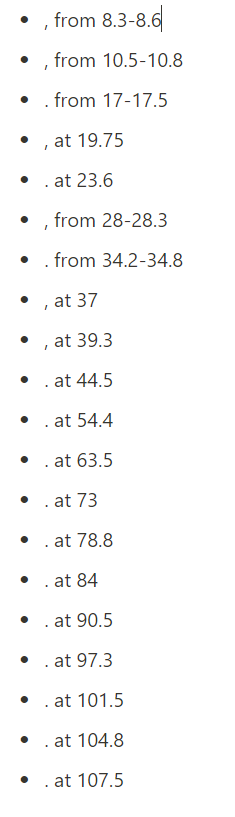 • , from 8.3-8.6
• , from 10.5-10.8
• . from 17-17.5
• , at 19.75
• . at 23.6
• , from 28-28.3
• . from 34.2-34.8
• , at 37
• , at 39.3
• . at 44.5
• . at 54.4
• . at 63.5
• . at 73
• . at 78.8
• . at 84
• . at 90.5
• . at 97.3
• . at 101.5
• . at 104.8
• . at 107.5